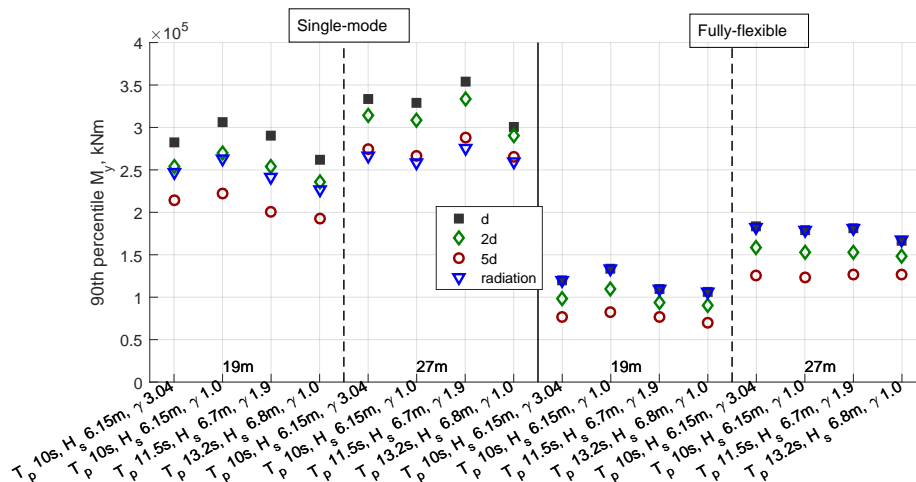 Single-mode
Fully-flexible
× 10⁵
90th percentile M_y, kNm
4
3.5
3
2.5
2
1.5
1
0.5
0
d
2d
5d
radiation
19m
27m
19m
27m
T_p 10s, H_s 6.15m, γ 3.04
T_p 10s, H_s 6.15m, γ 1.0
T_p 11.5s, H_s 6.7m, γ 1.9
T_p 13.2s, H_s 6.8m, γ 1.0
T_p 10s, H_s 6.15m, γ 3.04
T_p 10s, H_s 6.15m, γ 1.0
T_p 11.5s, H_s 6.7m, γ 1.9
T_p 13.2s, H_s 6.8m, γ 1.0
T_p 10s, H_s 6.15m, γ 3.04
T_p 10s, H_s 6.15m, γ 1.0
T_p 11.5s, H_s 6.7m, γ 1.9
T_p 13.2s, H_s 6.8m, γ 1.0
T_p 10s, H_s 6.15m, γ 3.04
T_p 10s, H_s 6.15m, γ 1.0
T_p 11.5s, H_s 6.7m, γ 1.9
T_p 13.2s, H_s 6.8m, γ 1.0